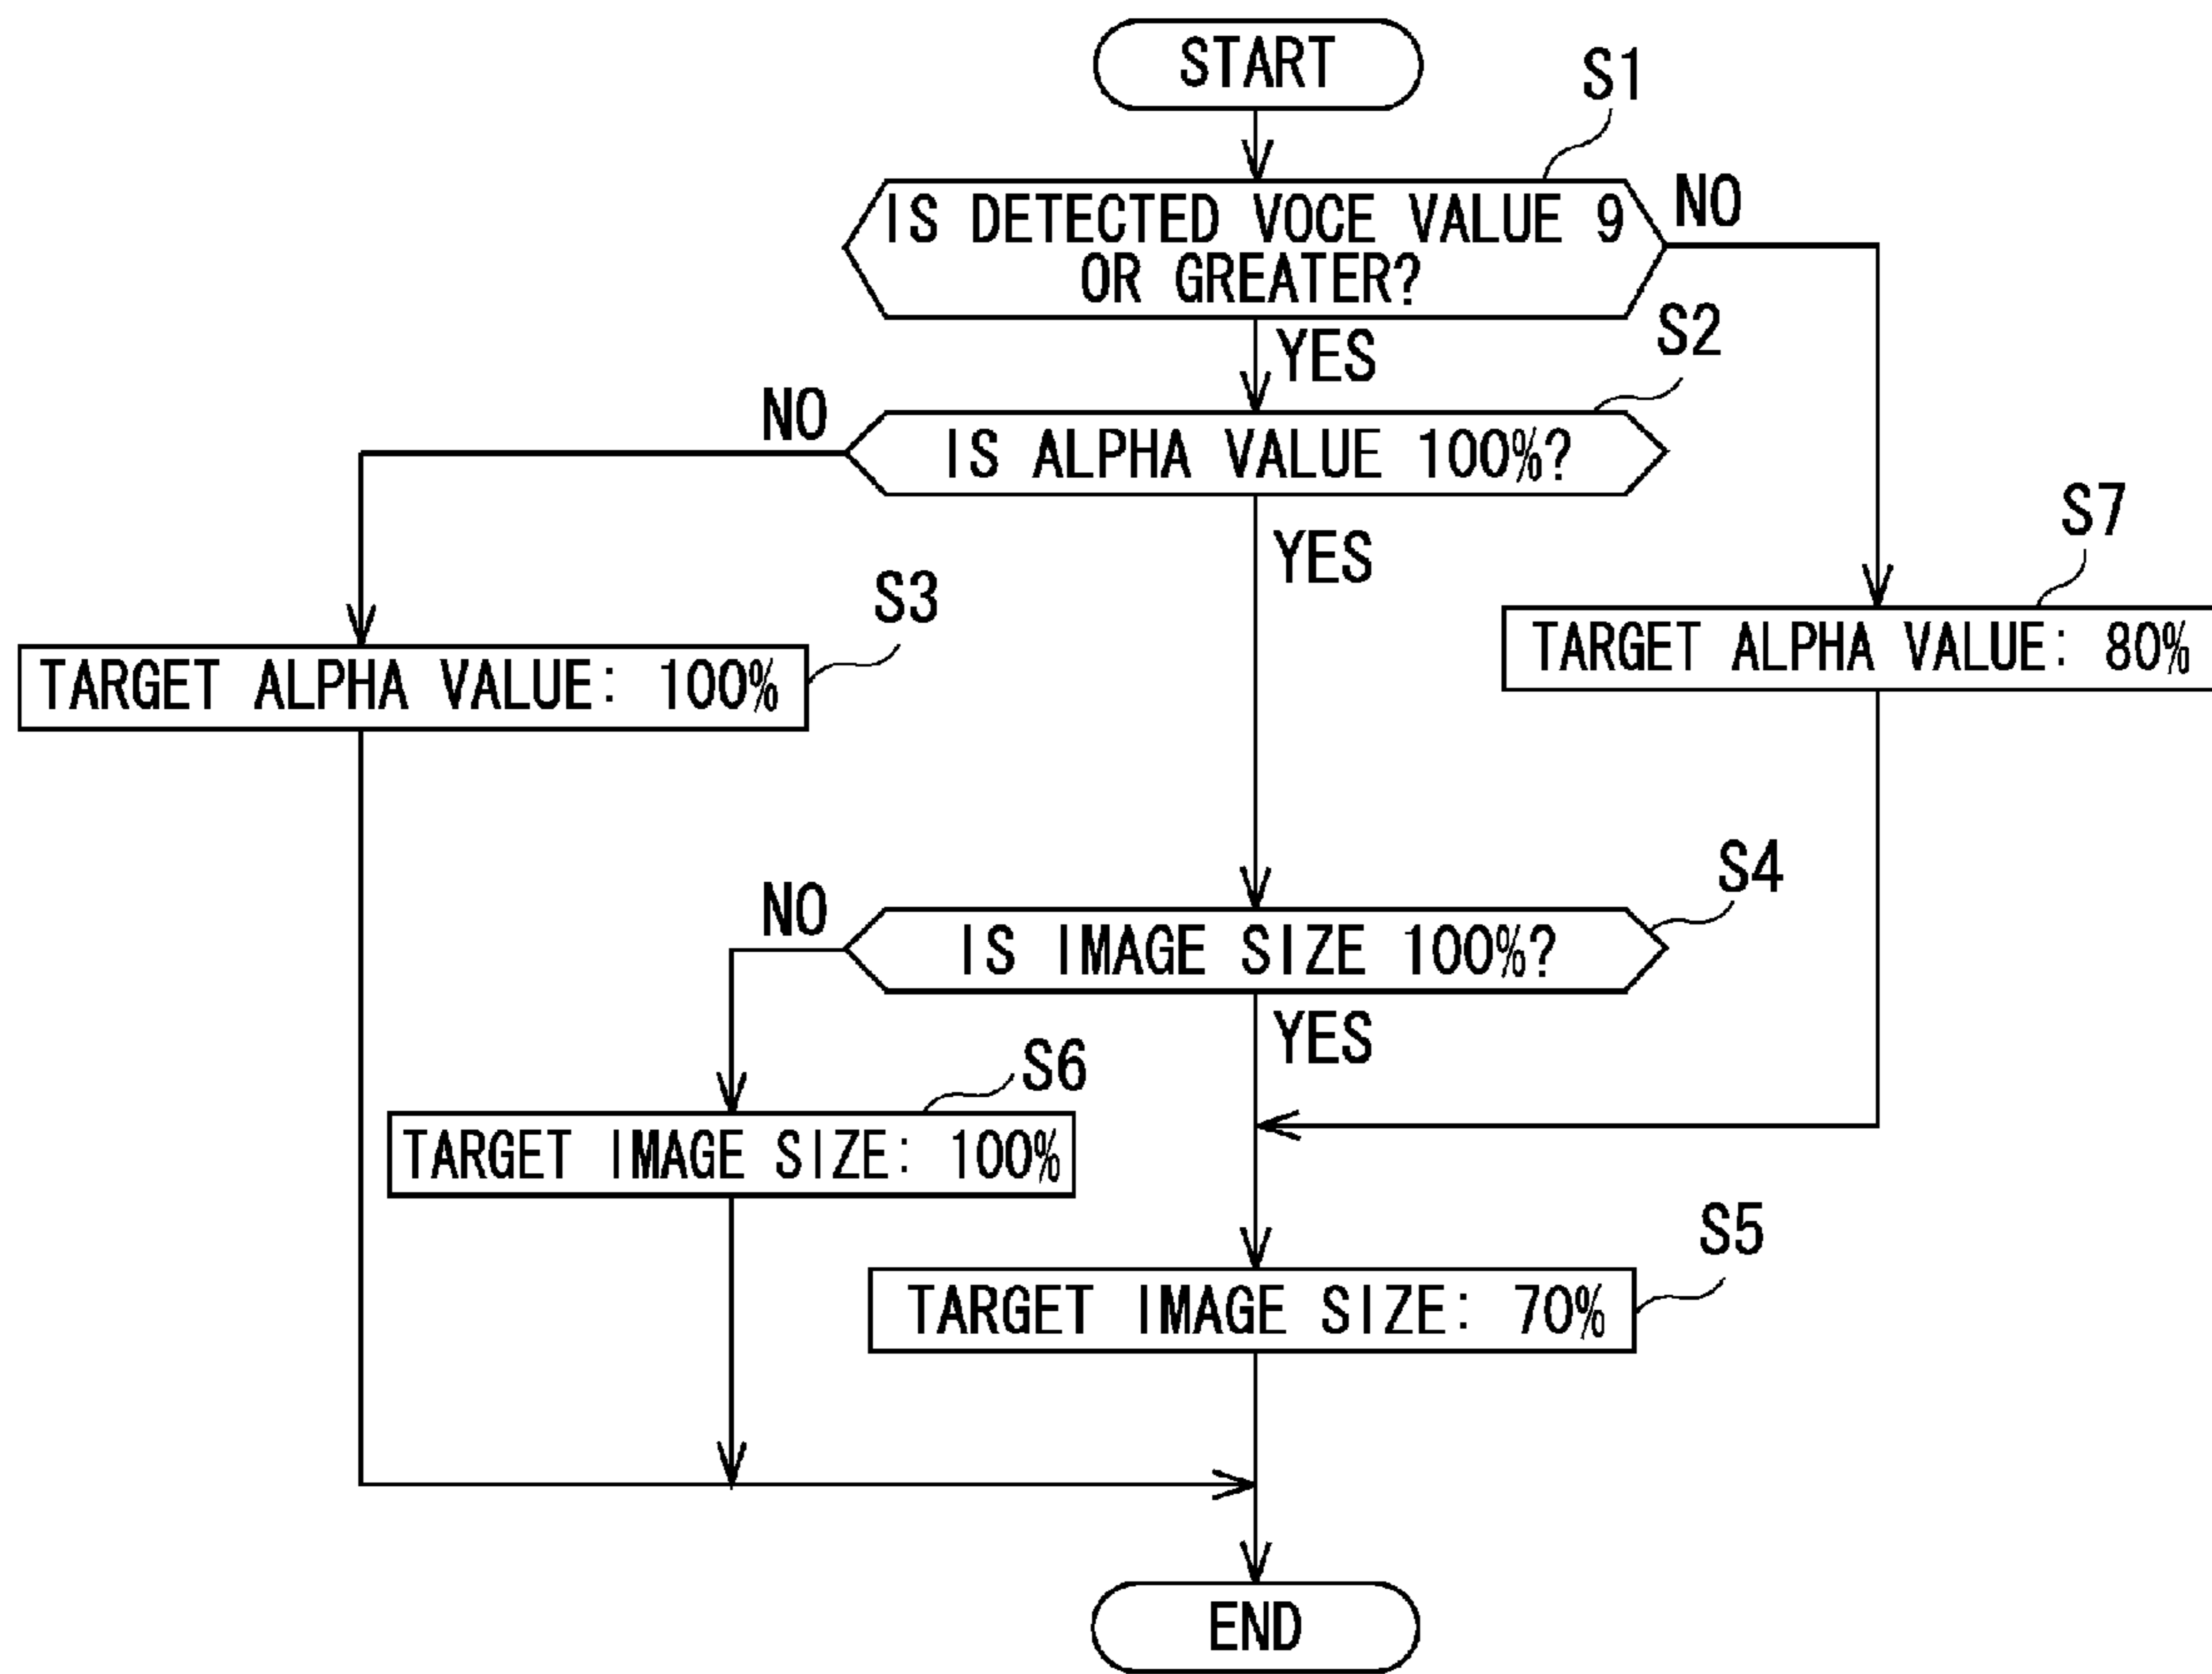 START
S1
IS DETECTED VOCE VALUE 9
OR GREATER?
NO
YES
S2
NO
IS ALPHA VALUE 100%?
YES
S7
S3
TARGET ALPHA VALUE: 80%
TARGET ALPHA VALUE: 100%
S4
NO
IS IMAGE SIZE 100%?
YES
S6
TARGET IMAGE SIZE: 100%
S5
TARGET IMAGE SIZE: 70%
END